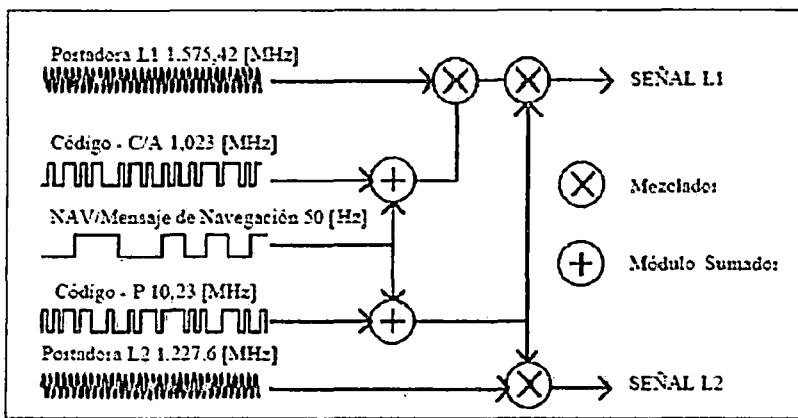 Portadora L1 1.575,42 [MHz]
SEÑAL L1
Código - C/A 1,023 [MHz]
Mezclador
NAV/Mensaje de Navegación 50 [Hz]
Módulo Sumador
Código - P 10,23 [MHz]
Portadora L2 1.227,6 [MHz]
SEÑAL L2